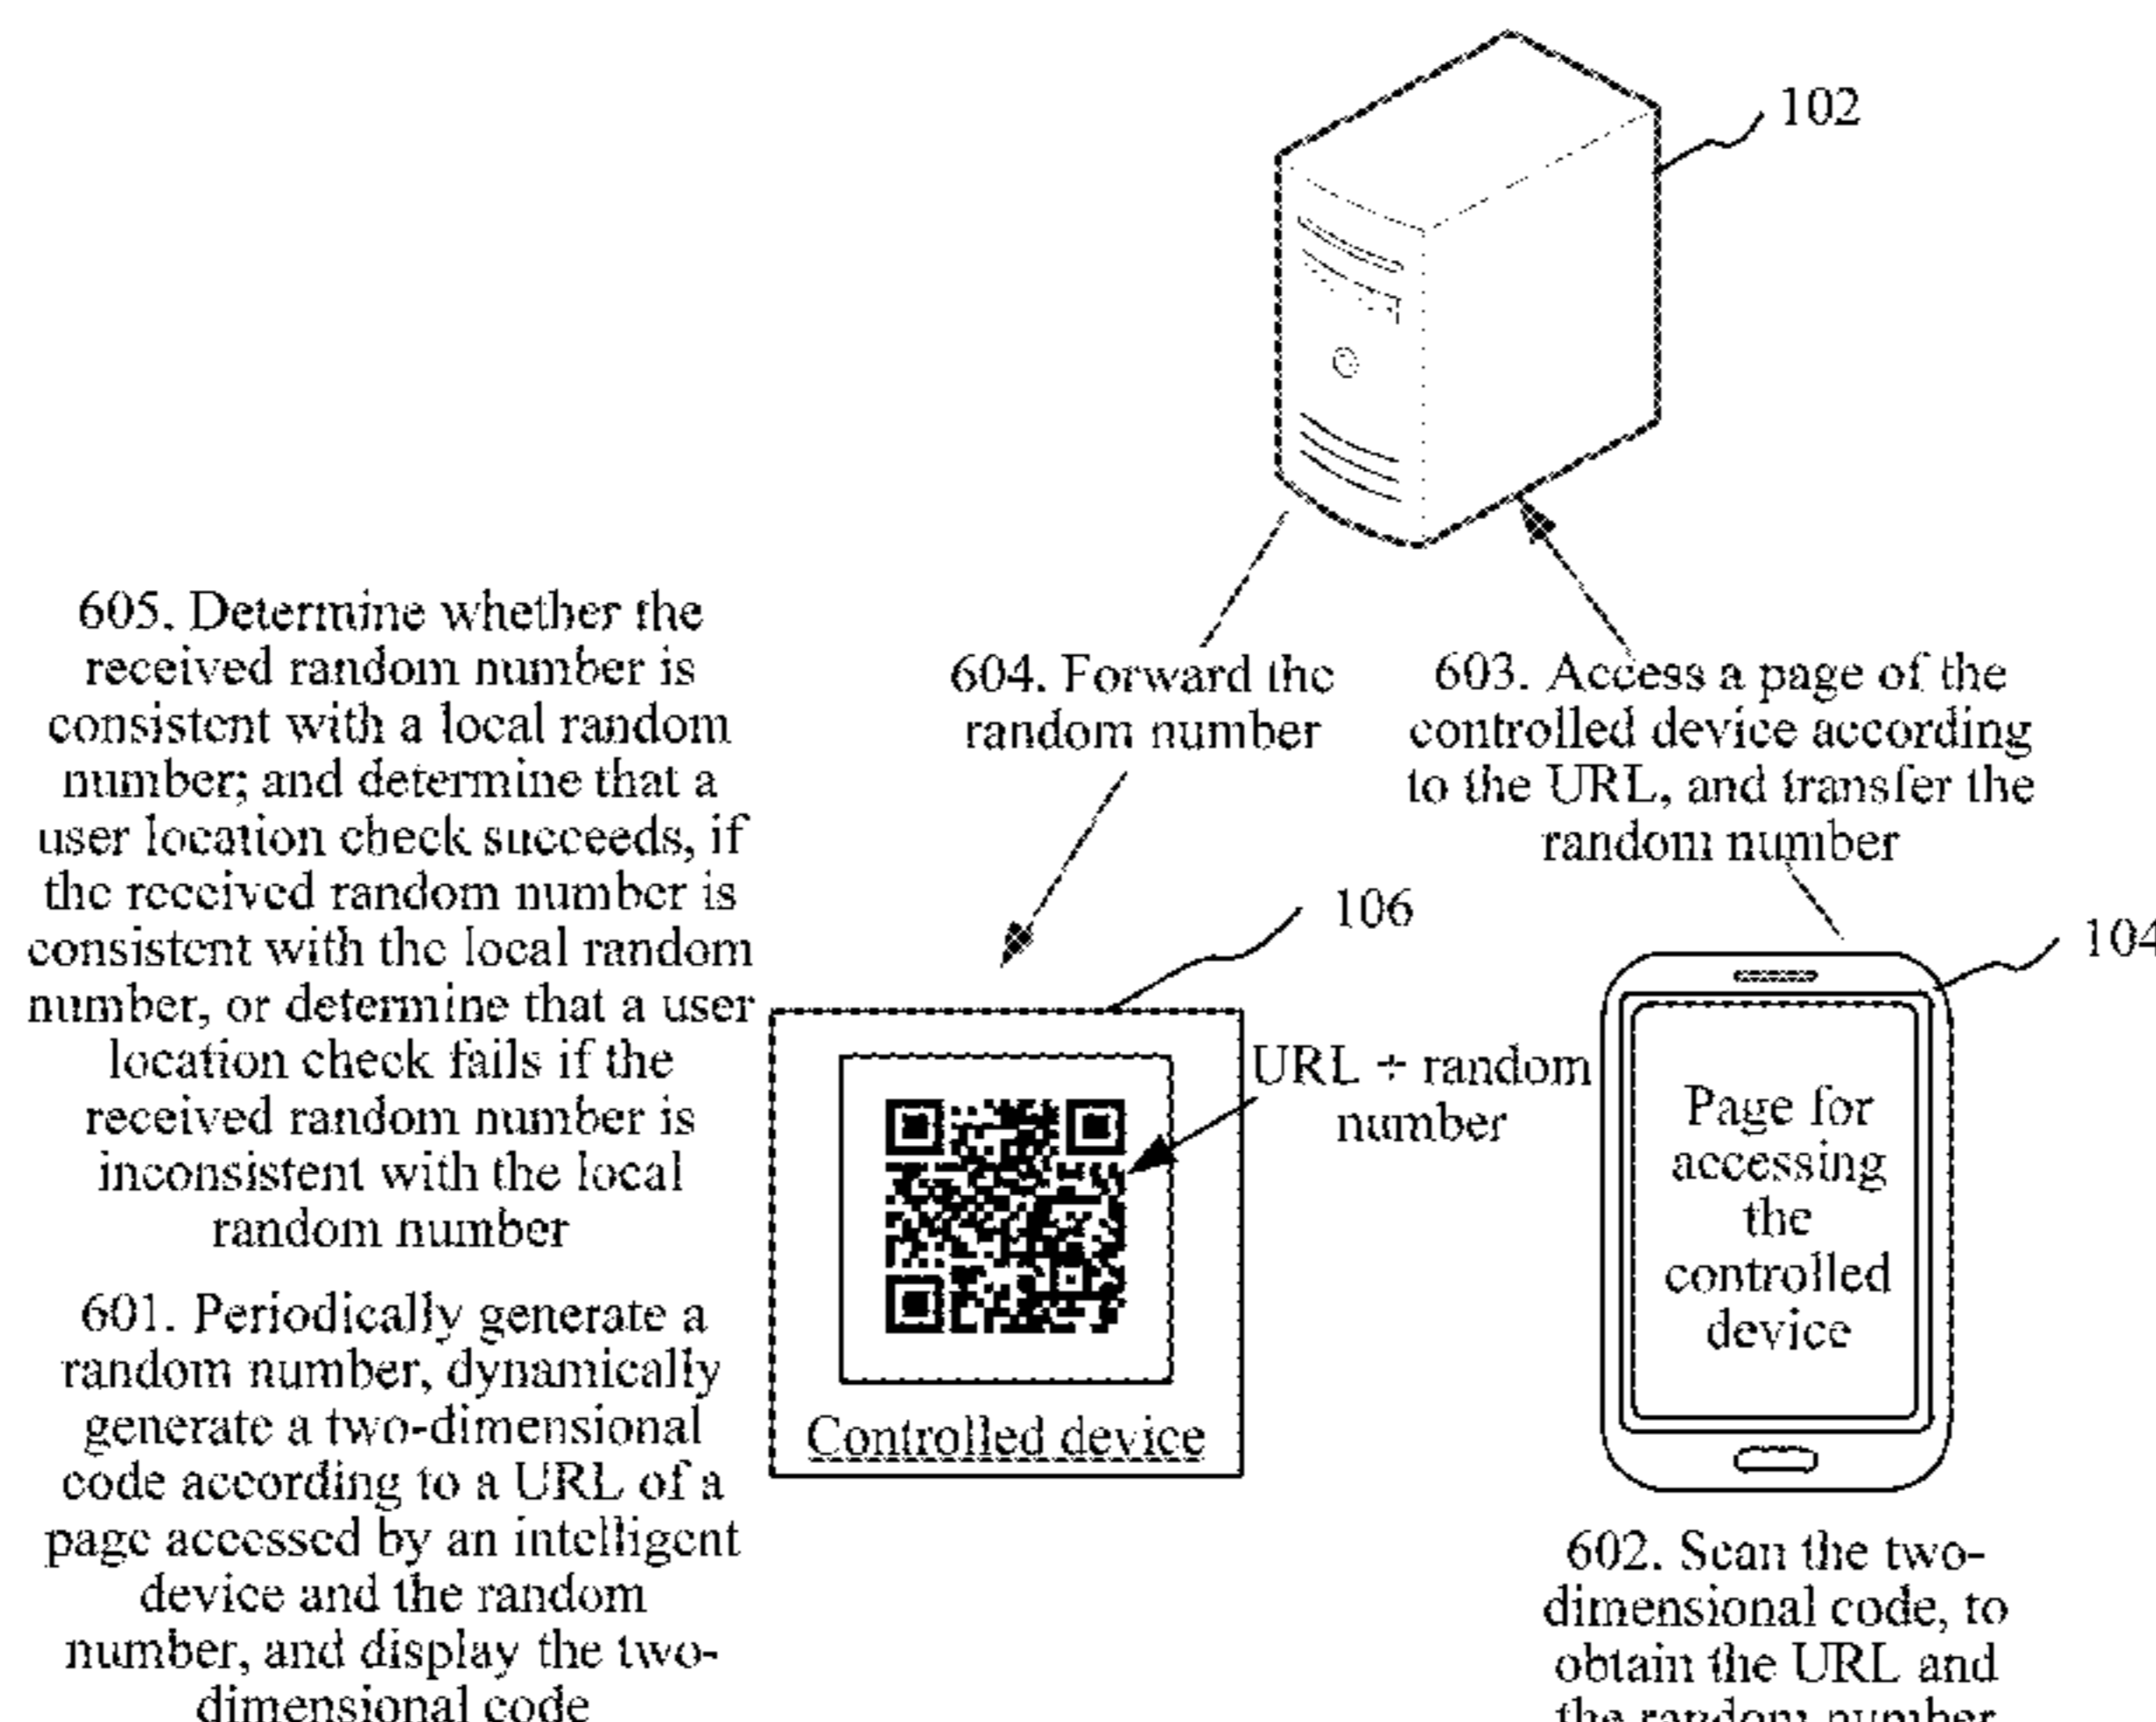 102
605. Determine whether the
received random number is
consistent with a local random
number; and determine that a
user location check succeeds, if
the received random number is
consistent with the local random
number, or determine that a user
location check fails if the
received random number is
inconsistent with the local
random number
604. Forward the
random number
603. Access a page of the
controlled device according
to the URL, and transfer the
random number
106
104
URL + random
number
Page for
accessing
the
controlled
device
Controlled device
601. Periodically generate a
random number, dynamically
generate a two-dimensional
code according to a URL of a
page accessed by an intelligent
device and the random
number, and display the two-
dimensional code
602. Scan the two-
dimensional code, to
obtain the URL and
the random number